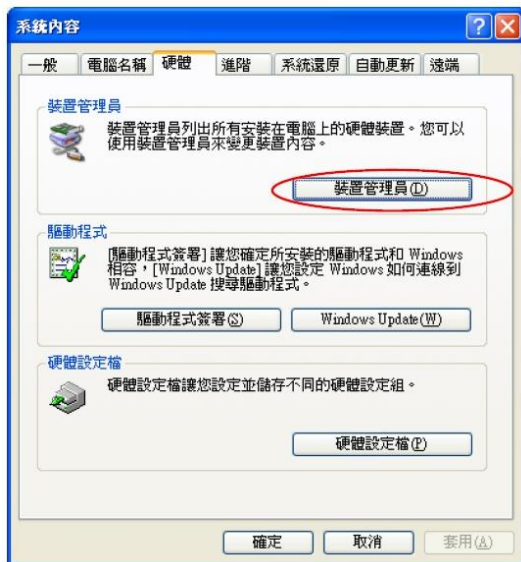 系統內容
一般 電腦名稱 硬體 進階 系統還原 自動更新 遠端
裝置管理員
裝置管理員列出所有安裝在電腦上的硬體裝置。您可以
使用裝置管理員來變更裝置內容。
裝置管理員(D)
驅動程式
[驅動程式簽署] 讓您確定所安裝的驅動程式和 Windows
相容，[Windows Update] 讓您設定 Windows 如何連線到
Windows Update 搜尋驅動程式。
驅動程式簽署(S) Windows Update(W)
硬體設定檔
硬體設定檔讓您設定並儲存不同的硬體設定組。
硬體設定檔(P)
確定 取消 套用(A)